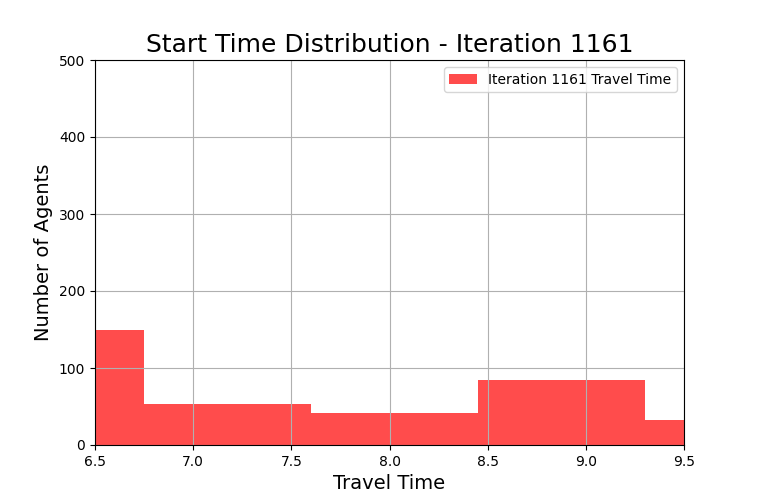 Start Time Distribution - Iteration 1161
Iteration 1161 Travel Time
Number of Agents
500
400
300
200
100
0
6.5 7.0 7.5 8.0 8.5 9.0 9.5
Travel Time